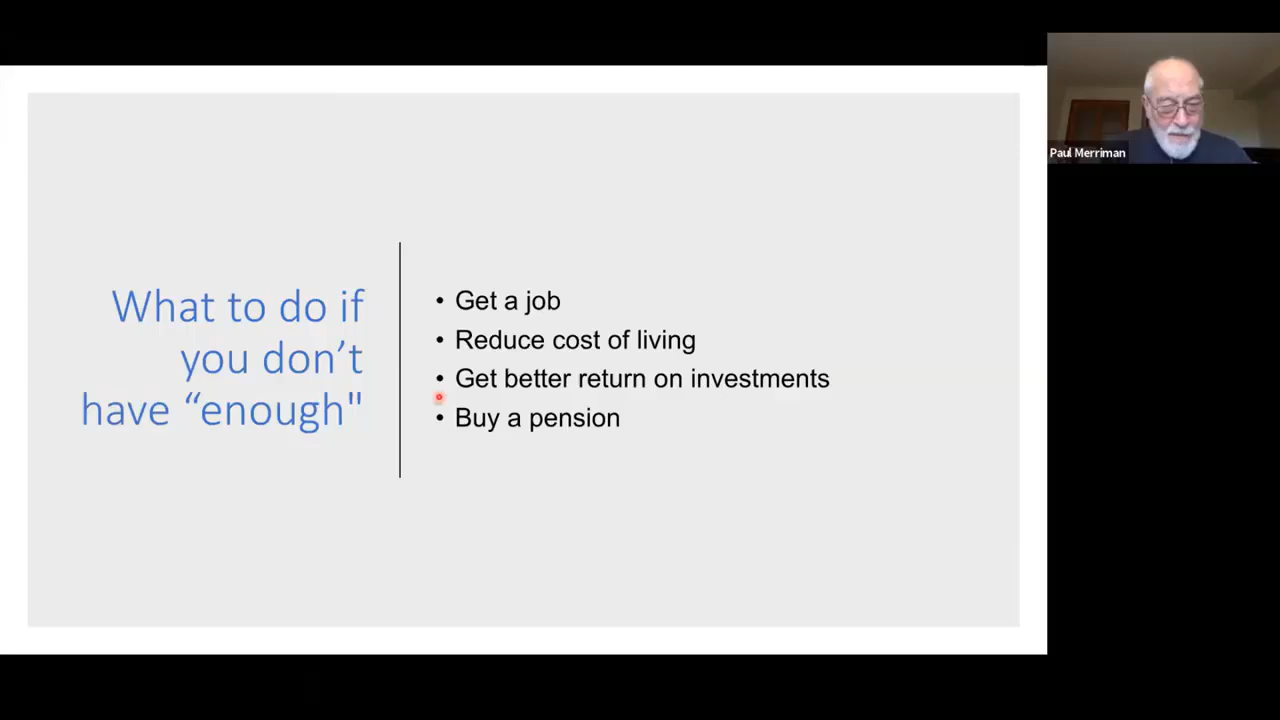 What to do if
you don’t
have “enough"
• Get a job
• Reduce cost of living
• Get better return on investments
• Buy a pension
Paul Merriman